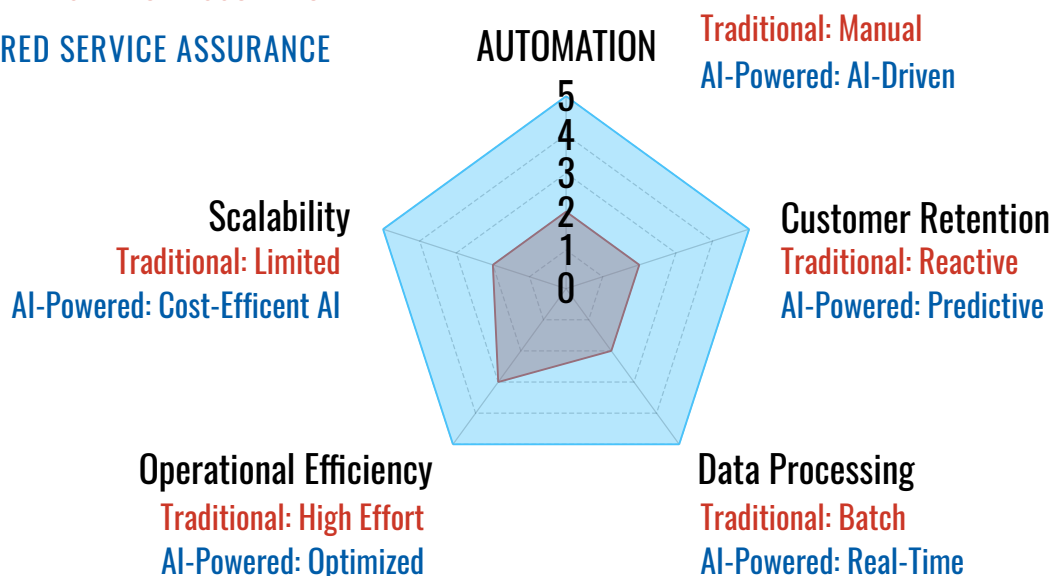 RED SERVICE ASSURANCE
AUTOMATION
Traditional: Manual
AI-Powered: AI-Driven
5
4
3
2
1
0
Scalability
Traditional: Limited
AI-Powered: Cost-Efficent AI
Customer Retention
Traditional: Reactive
AI-Powered: Predictive
Operational Efficiency
Traditional: High Effort
AI-Powered: Optimized
Data Processing
Traditional: Batch
AI-Powered: Real-Time